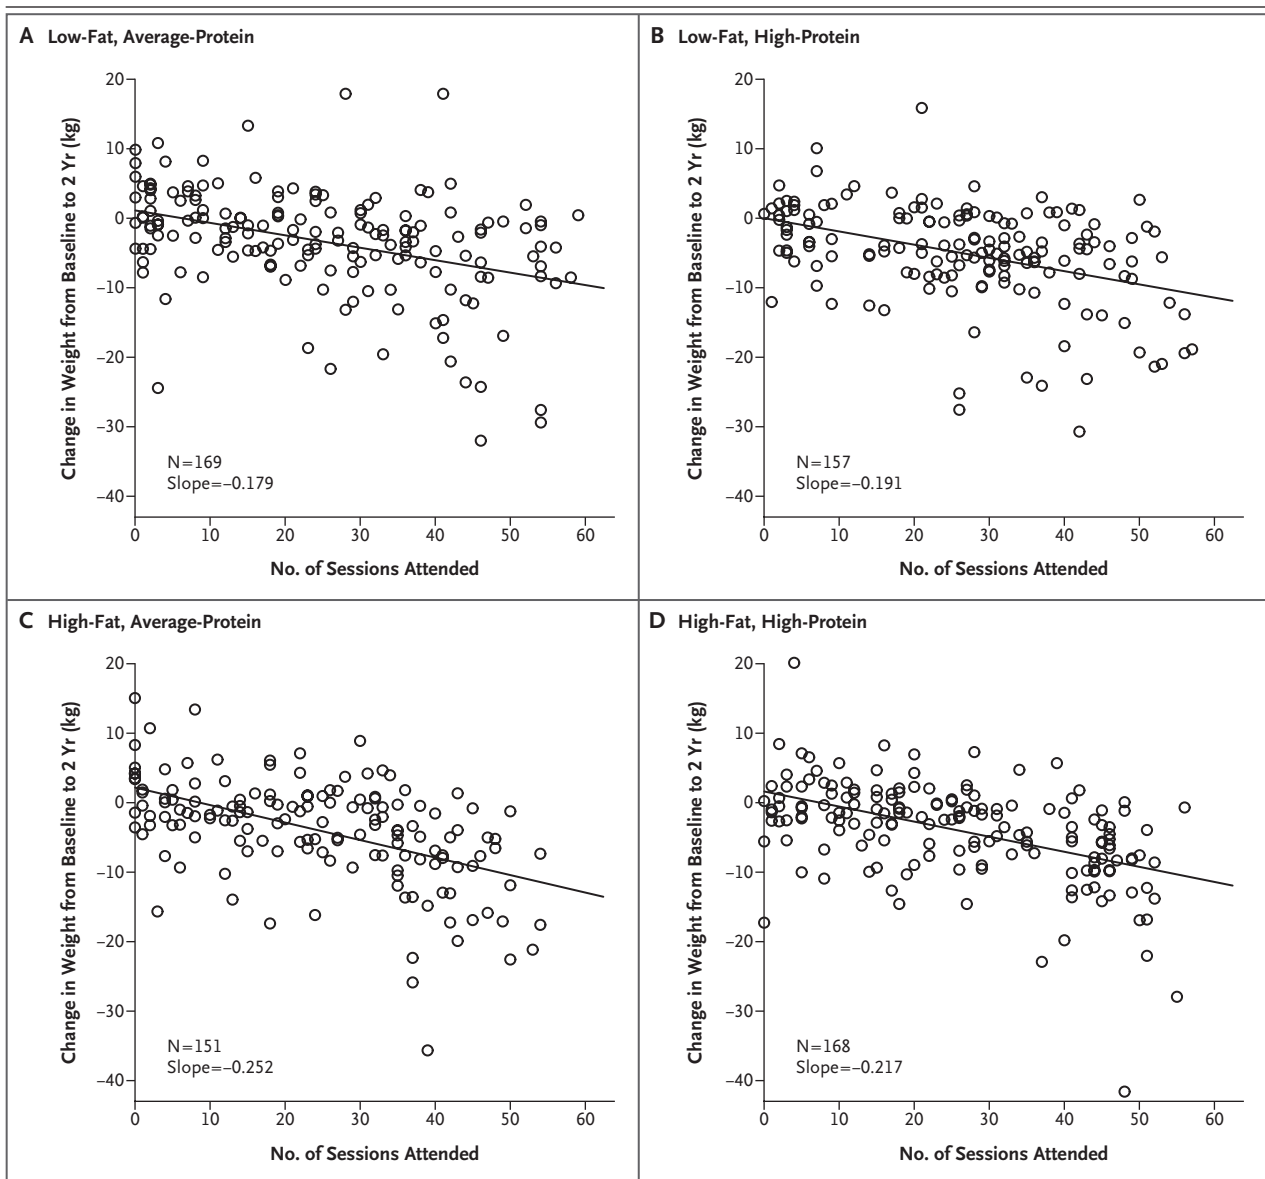 A Low-Fat, Average-Protein
20
10
0
–10
–20
–30
–40
Change in Weight from Baseline to 2 Yr (kg)
N=169
Slope=–0.179
0 10 20 30 40 50 60
No. of Sessions Attended
B Low-Fat, High-Protein
20
10
0
–10
–20
–30
–40
Change in Weight from Baseline to 2 Yr (kg)
N=157
Slope=–0.191
0 10 20 30 40 50 60
No. of Sessions Attended
C High-Fat, Average-Protein
20
10
0
–10
–20
–30
–40
Change in Weight from Baseline to 2 Yr (kg)
N=151
Slope=–0.252
0 10 20 30 40 50 60
No. of Sessions Attended
D High-Fat, High-Protein
20
10
0
–10
–20
–30
–40
Change in Weight from Baseline to 2 Yr (kg)
N=168
Slope=–0.217
0 10 20 30 40 50 60
No. of Sessions Attended